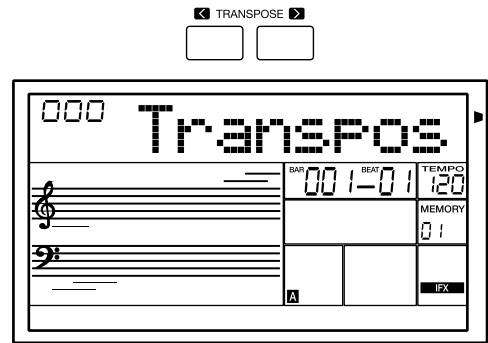 TRANSPOSE
000 Transpos
BAR 001-01 BEAT
TEMPO 120
MEMORY 01
A
IFX